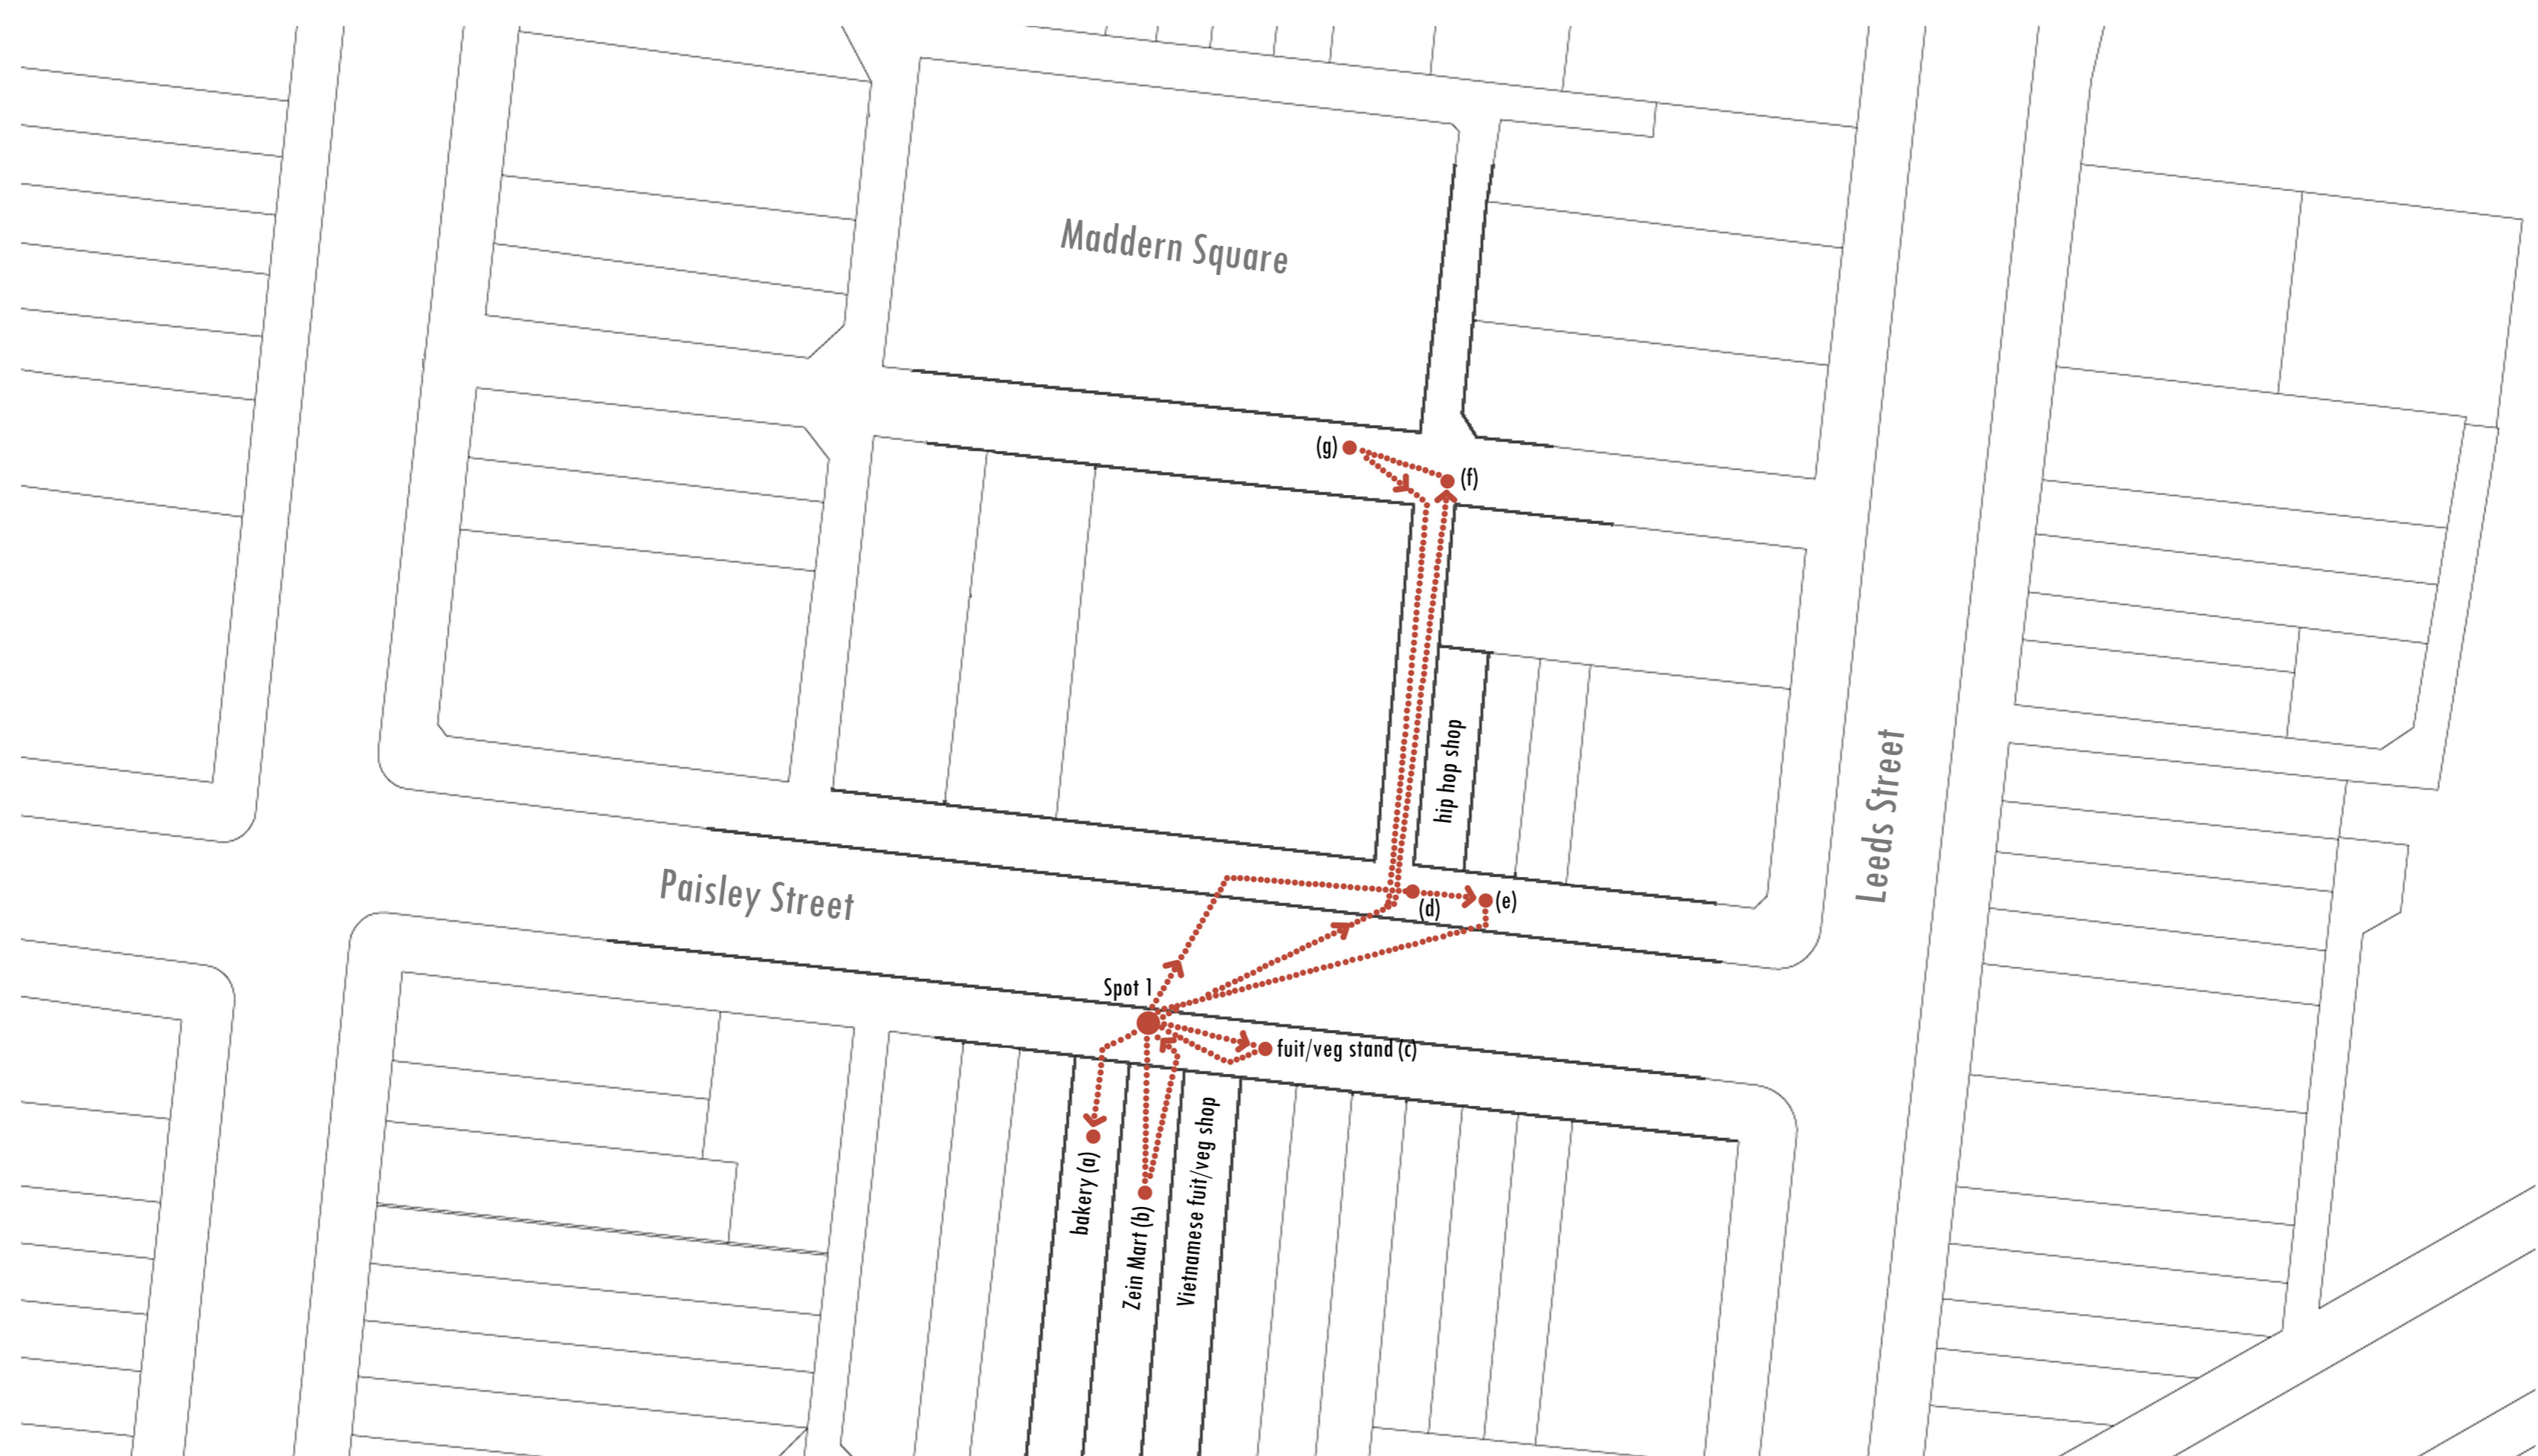 Maddern Square
(g)
(f)
hip hop shop
Leeds Street
Paisley Street
(d)
(e)
Spot 1
fuit/veg stand (c)
bakery (a)
Zein Mart (b)
Vietnamese fuit/veg shop